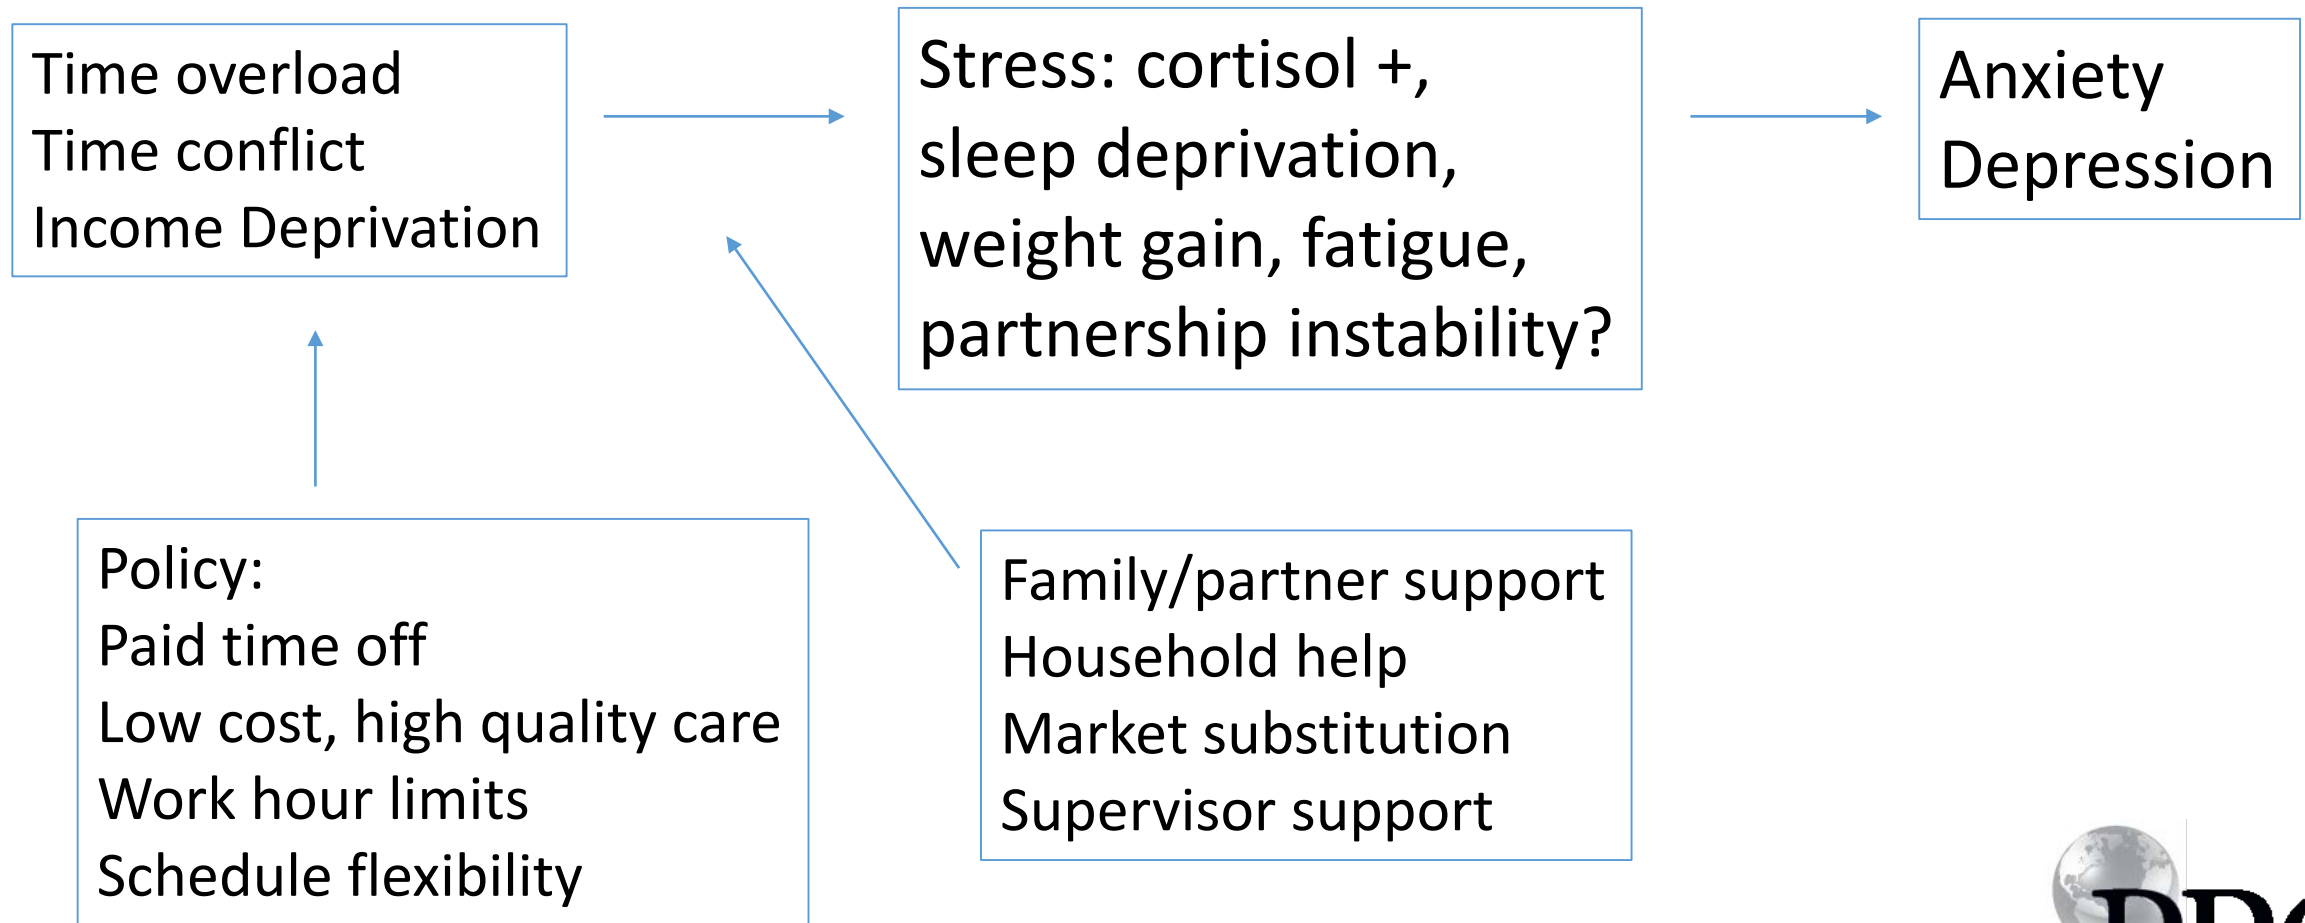 Time overload
Time conflict
Income Deprivation
Stress: cortisol +,
sleep deprivation,
weight gain, fatigue,
partnership instability?
Anxiety
Depression
Policy:
Paid time off
Low cost, high quality care
Work hour limits
Schedule flexibility
Family/partner support
Household help
Market substitution
Supervisor support